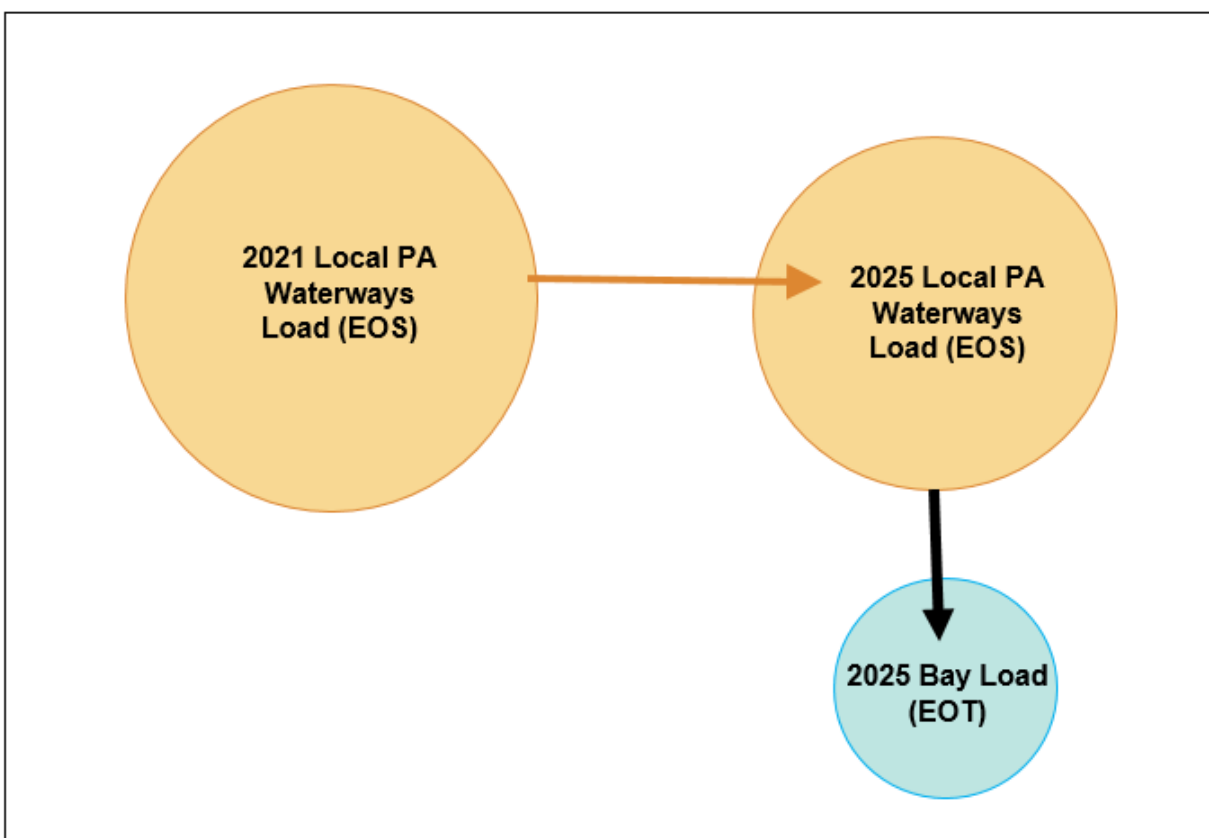 2021 Local PA
Waterways
Load (EOS)
2025 Local PA
Waterways
Load (EOS)
2025 Bay Load
(EOT)